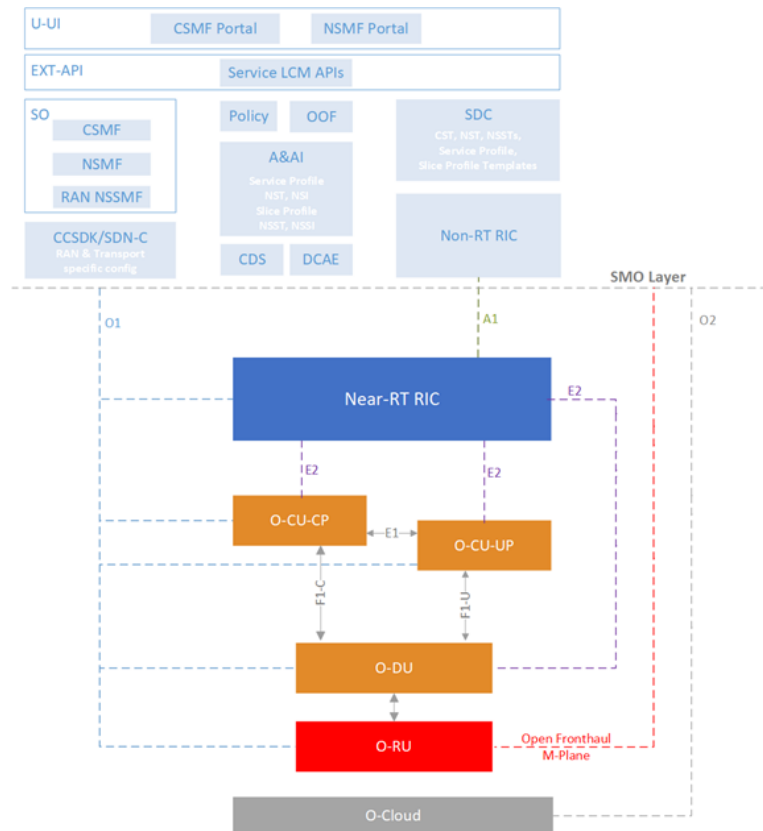 U-UI
CSMF Portal
NSMF Portal
EXT-API
Service LCM APIs
SO
CSMF
NSMF
RAN NSSMF
Policy
OOF
A&AI
Service Profile
NST, NSI
Slice Profile
NSST, NSSI
SDC
CST, NST, NSSTs,
Service Profile,
Slice Profile Templates
CCSDK/SDN-C
RAN & Transport
specific config
CDS
DCAE
Non-RT RIC
SMO Layer
O1
A1
O2
Near-RT RIC
E2
E2
E2
O-CU-CP
E1
O-CU-UP
F1-C
F1-U
O-DU
O-RU
Open Fronthaul
M-Plane
O-Cloud